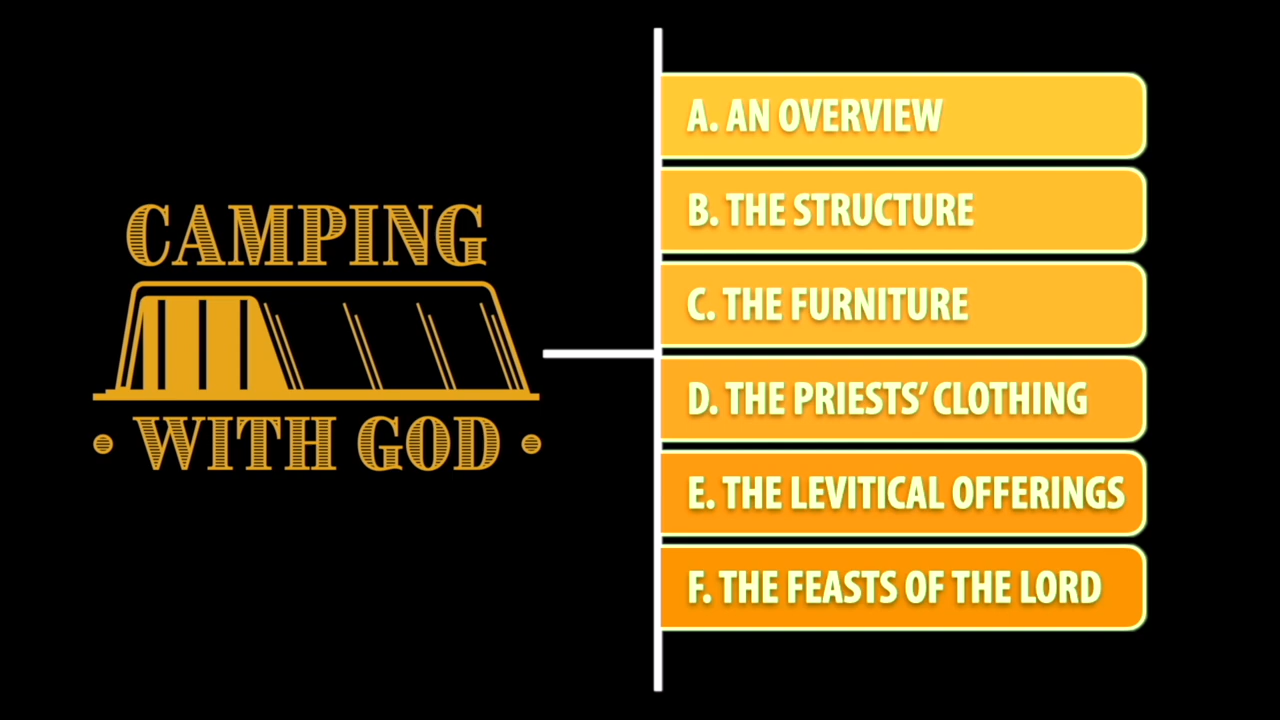 CAMPING
• WITH GOD •
A. AN OVERVIEW
B. THE STRUCTURE
C. THE FURNITURE
D. THE PRIESTS’ CLOTHING
E. THE LEVITICAL OFFERINGS
F. THE FEASTS OF THE LORD